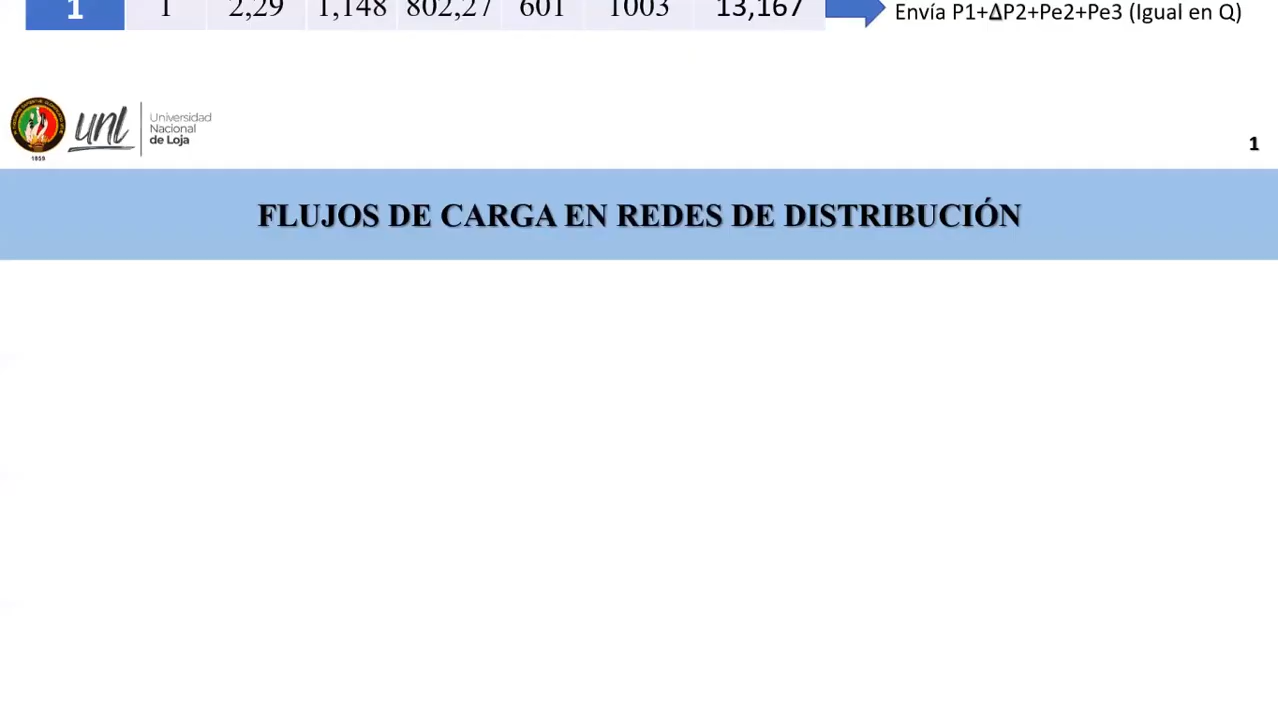 1 1 2,29 1,148 802,27 601 1003 13,167
Envía P1+ΔP2+Pe2+Pe3 (Igual en Q)
unl
Universidad
Nacional
de Loja
1859
1
FLUJOS DE CARGA EN REDES DE DISTRIBUCIÓN